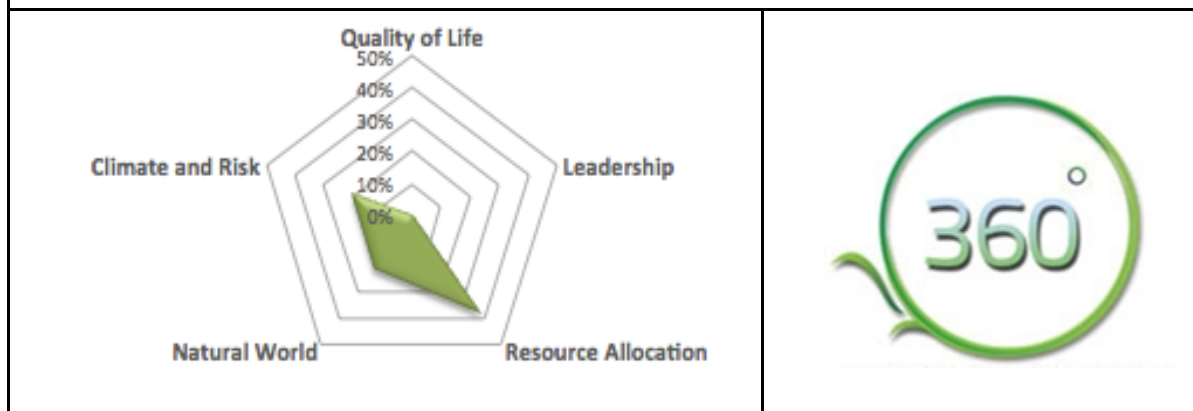 Quality of Life
50%
40%
30%
20%
10%
0%
Climate and Risk
Leadership
Natural World
Resource Allocation
360°